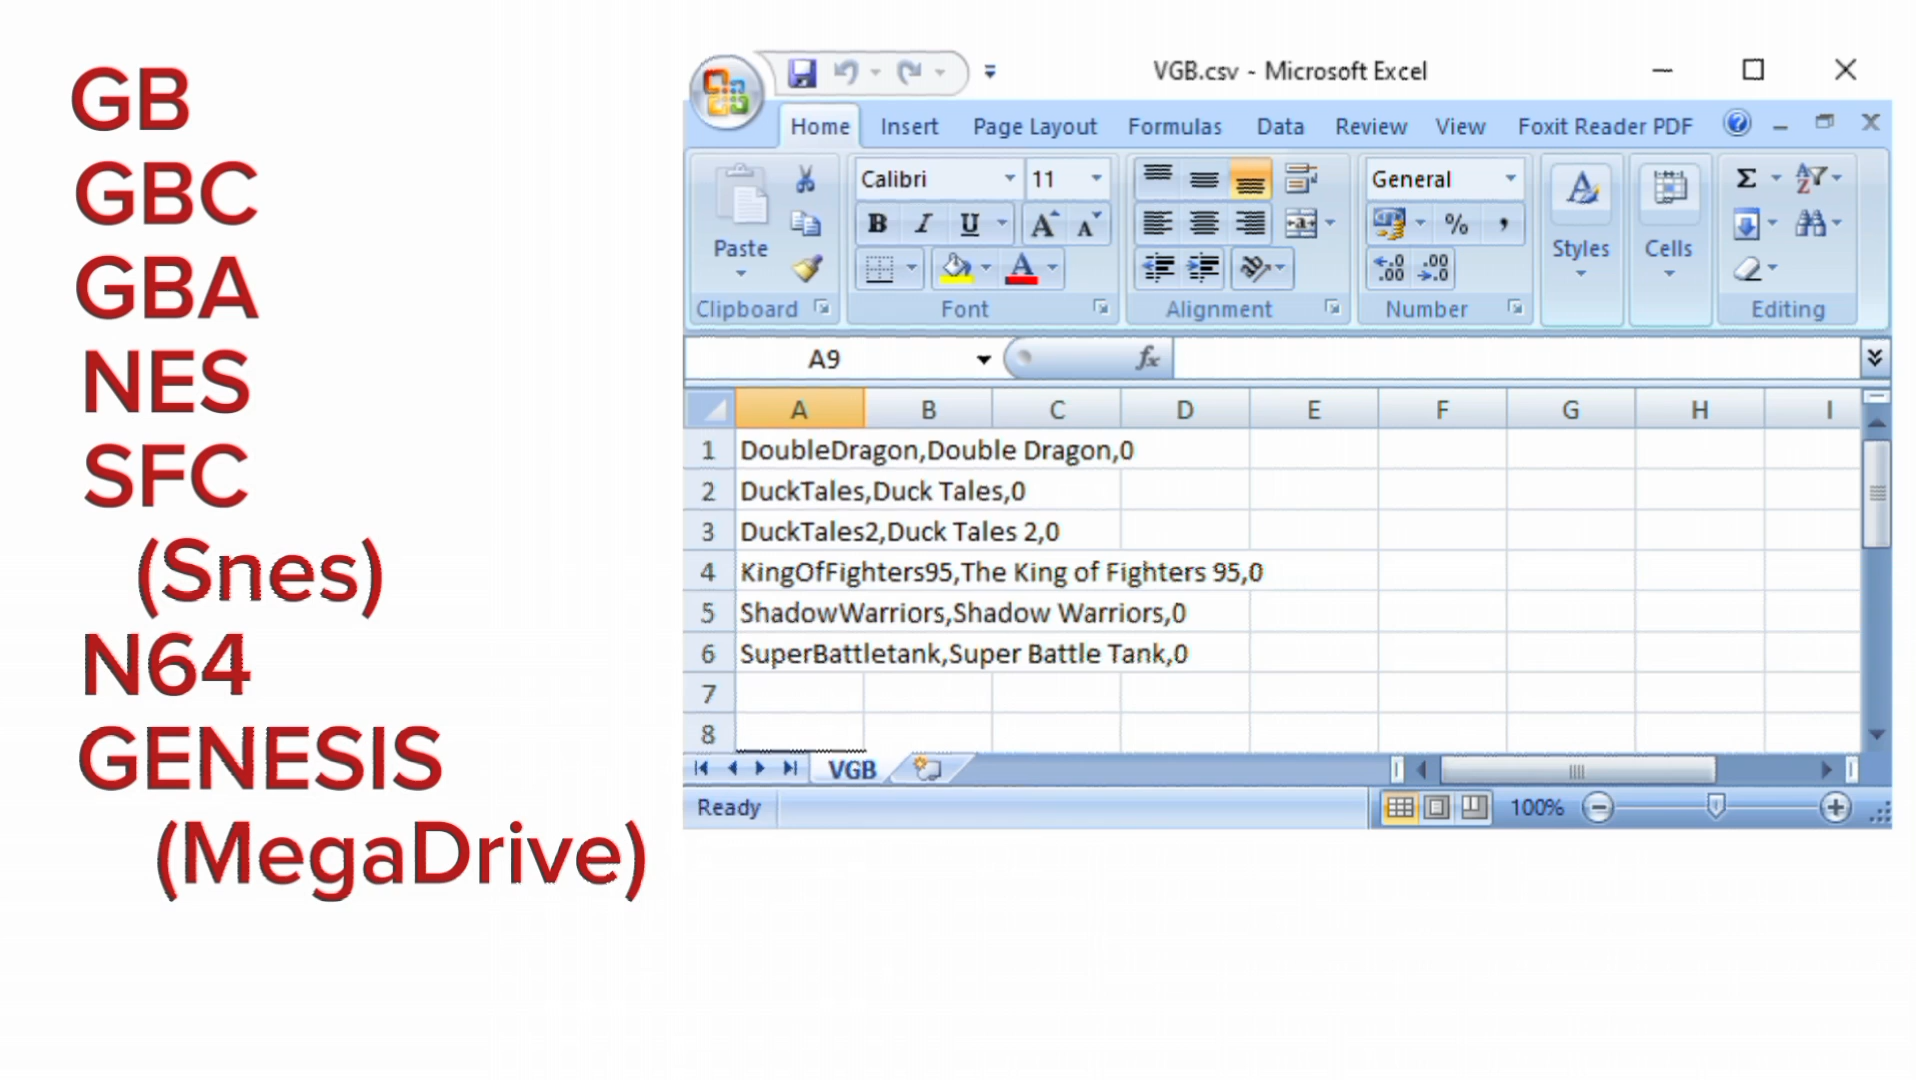 GB
GBC
GBA
NES
SFC
(Snes)
N64
GENESIS
(MegaDrive)
VGB.csv - Microsoft Excel
Home Insert Page Layout Formulas Data Review View Foxit Reader PDF
Calibri 11 General
Paste Styles Cells
Clipboard Font Alignment Number Editing
A9 fx
A B C D E F G H I
1 DoubleDragon,Double Dragon,0
2 DuckTales,Duck Tales,0
3 DuckTales2,Duck Tales 2,0
4 KingOfFighters95,The King of Fighters 95,0
5 ShadowWarriors,Shadow Warriors,0
6 SuperBattletank,Super Battle Tank,0
7
8
VGB
Ready 100%